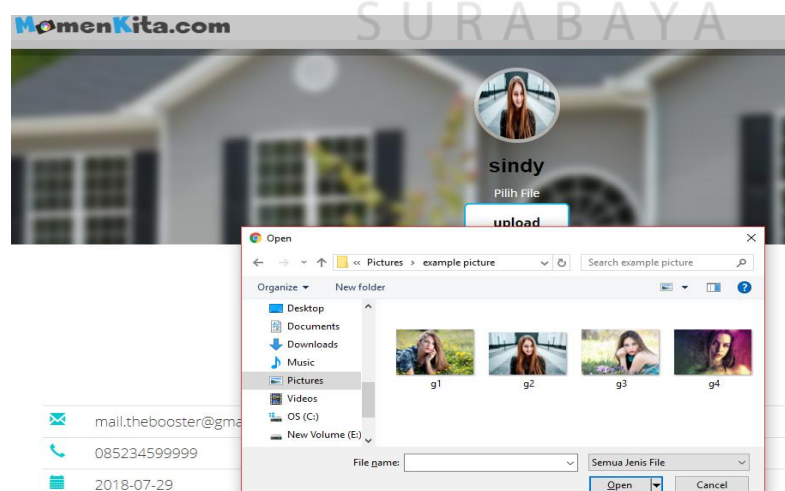 SURABAYA
MomenKita.com
sindy
Pilih File
upload
Open
« Pictures › example picture
Search example picture
Organize
New folder
Desktop
Documents
Downloads
Music
Pictures
Videos
OS (C:)
New Volume (E:)
g1 g2 g3 g4
mail.thebooster@gma
085234599999
2018-07-29
File name:
Semua Jenis File
Open
Cancel